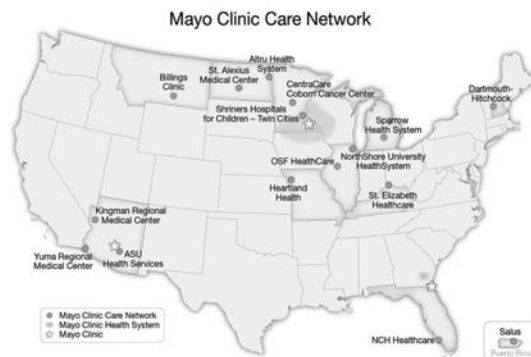 Mayo Clinic Care Network
Altru Health
System
St. Alexius
Medical Center
Billings
Clinic
CentraCare
Coborn Cancer Center
Dartmouth-
Hitchcock
Shriners Hospitals
for Children – Twin Cities
Sparrow
Health System
OSF HealthCare
NorthShore University
HealthSystem
Heartland
Health
St. Elizabeth
Healthcare
Kingman Regional
Medical Center
Yuma Regional
Medical Center
ASU
Health Services
Mayo Clinic Care Network
Mayo Clinic Health System
Mayo Clinic
NCH Healthcare
Salus
Puerto Rico